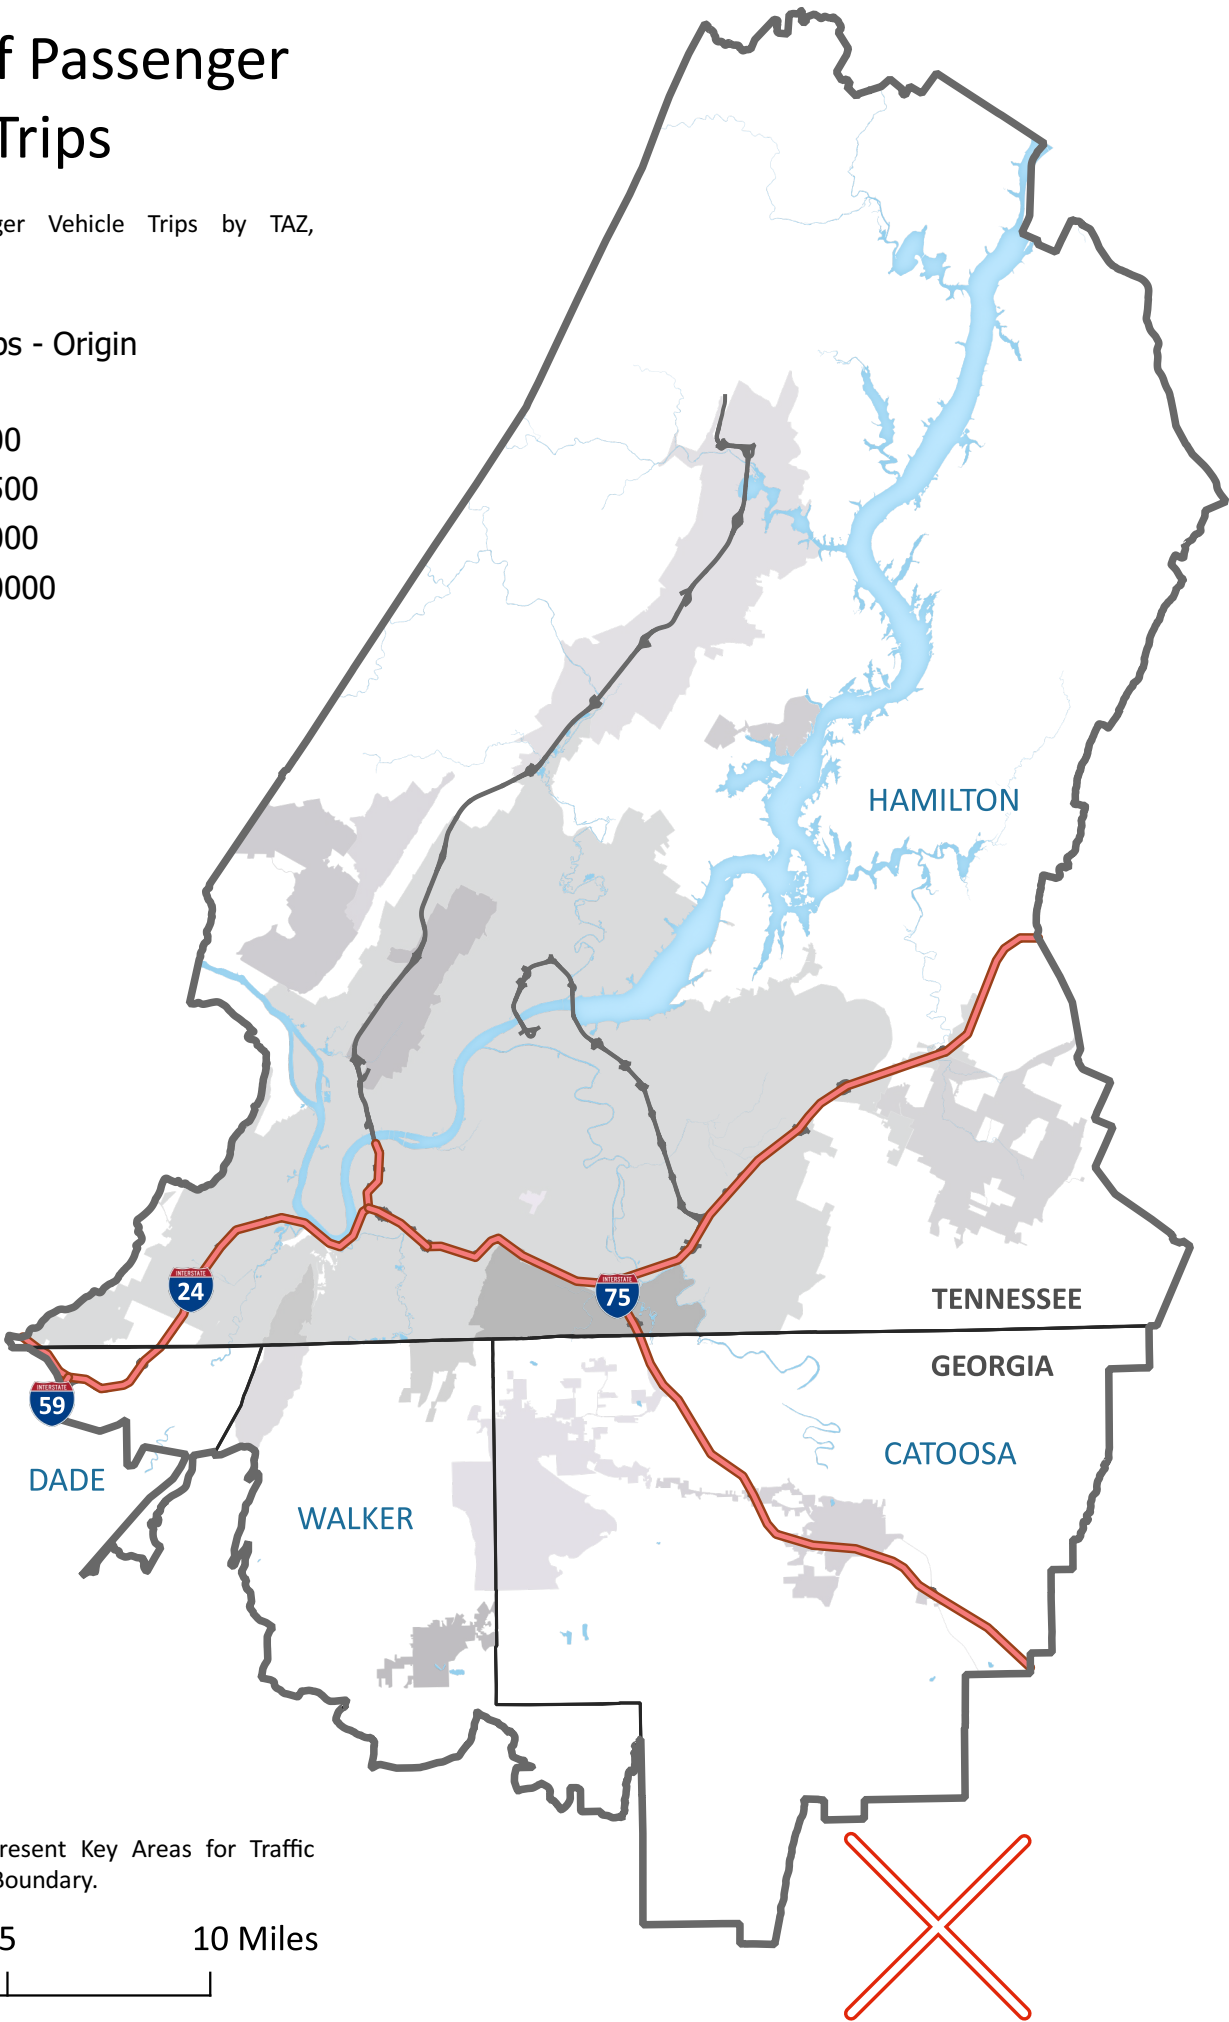 f Passenger
Trips
ger Vehicle Trips by TAZ,
os - Origin
00
500
000
0000
HAMILTON
INTERSTATE
24
INTERSTATE
75
TENNESSEE
GEORGIA
INTERSTATE
59
DADE
CATOOSA
WALKER
resent Key Areas for Traffic
Boundary.
5 10 Miles